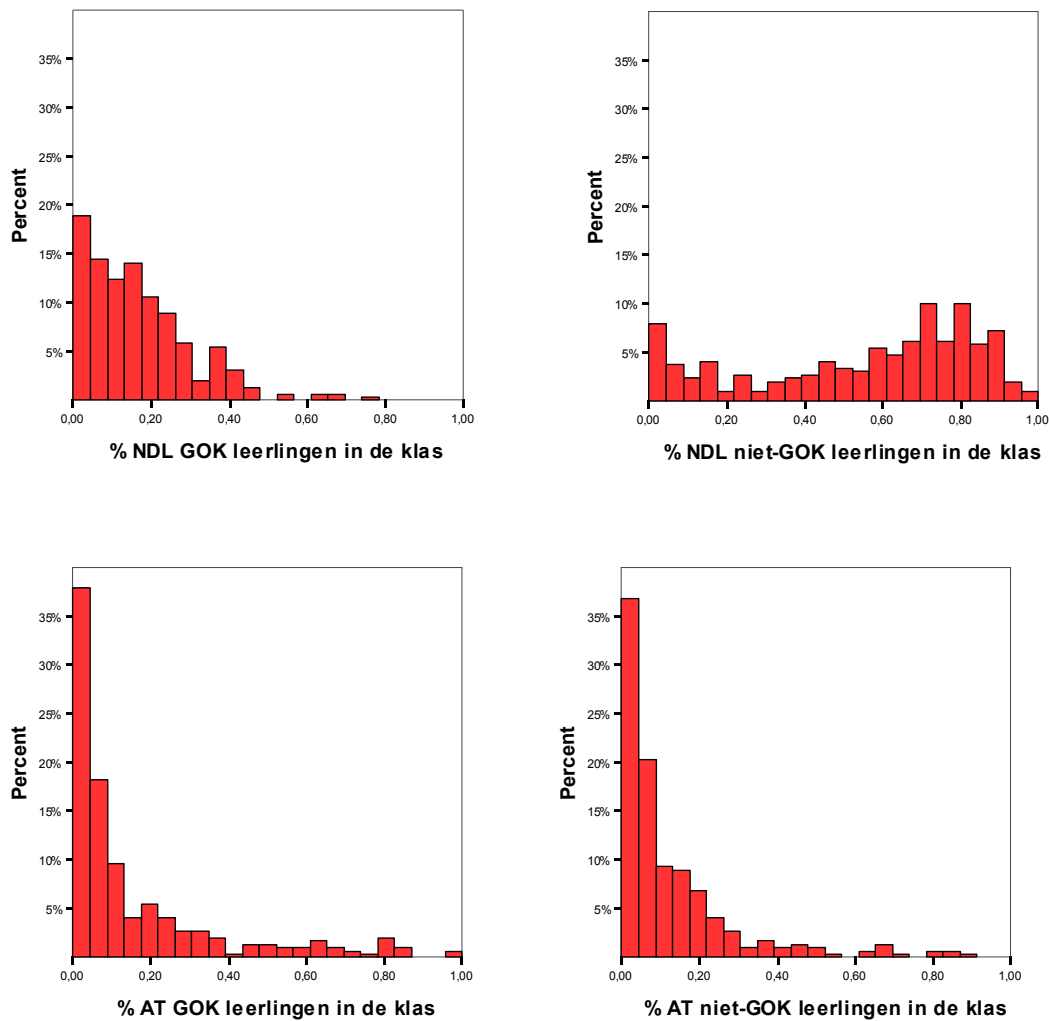 35%
30%
25%
20%
15%
10%
5%
Percent
0,00 0,20 0,40 0,60 0,80 1,00
% NDL GOK leerlingen in de klas
35%
30%
25%
20%
15%
10%
5%
Percent
0,00 0,20 0,40 0,60 0,80 1,00
% NDL niet-GOK leerlingen in de klas
35%
30%
25%
20%
15%
10%
5%
Percent
0,00 0,20 0,40 0,60 0,80 1,00
% AT GOK leerlingen in de klas
35%
30%
25%
20%
15%
10%
5%
Percent
0,00 0,20 0,40 0,60 0,80 1,00
% AT niet-GOK leerlingen in de klas